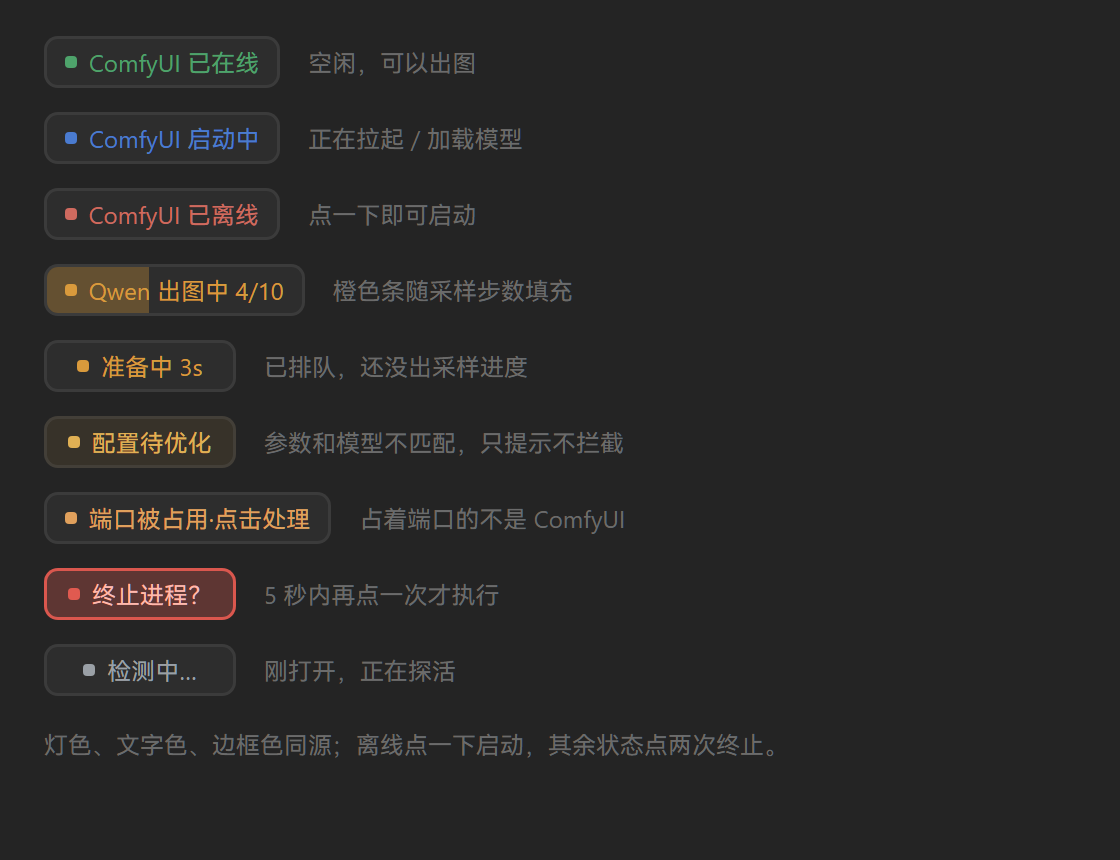 ComfyUI 已在线 空闲，可以出图
ComfyUI 启动中 正在拉起 / 加载模型
ComfyUI 已离线 点一下即可启动
Qwen 出图中 4/10 橙色条随采样步数填充
准备中 3s 已排队，还没出采样进度
配置待优化 参数和模型不匹配，只提示不拦截
端口被占用·点击处理 占着端口的不是 ComfyUI
终止进程？ 5 秒内再点一次才执行
检测中… 刚打开，正在探活
灯色、文字色、边框色同源；离线点一下启动，其余状态点两次终止。